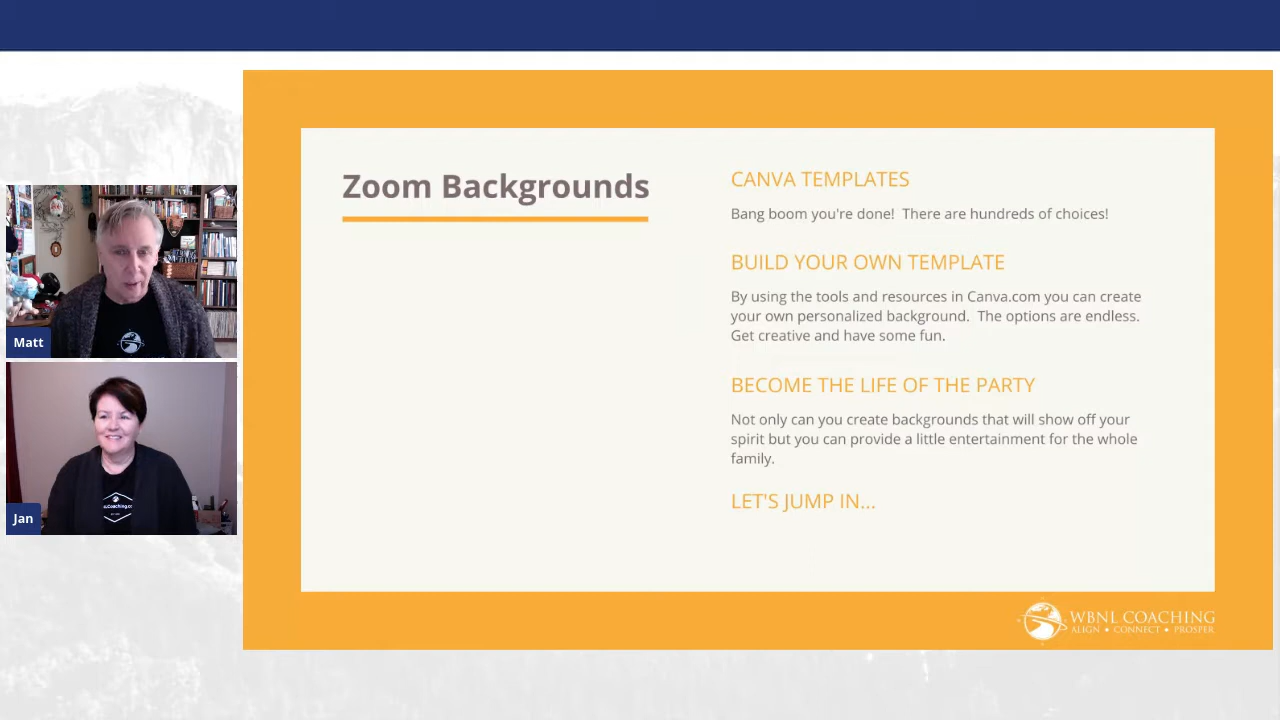 Zoom Backgrounds
CANVA TEMPLATES
Bang boom you're done!  There are hundreds of choices!
BUILD YOUR OWN TEMPLATE
By using the tools and resources in Canva.com you can create
your own personalized background.  The options are endless.
Get creative and have some fun.
BECOME THE LIFE OF THE PARTY
Not only can you create backgrounds that will show off your
spirit but you can provide a little entertainment for the whole
family.
LET'S JUMP IN...
WBNL COACHING
ALIGN • CONNECT • PROSPER
Matt
Jan